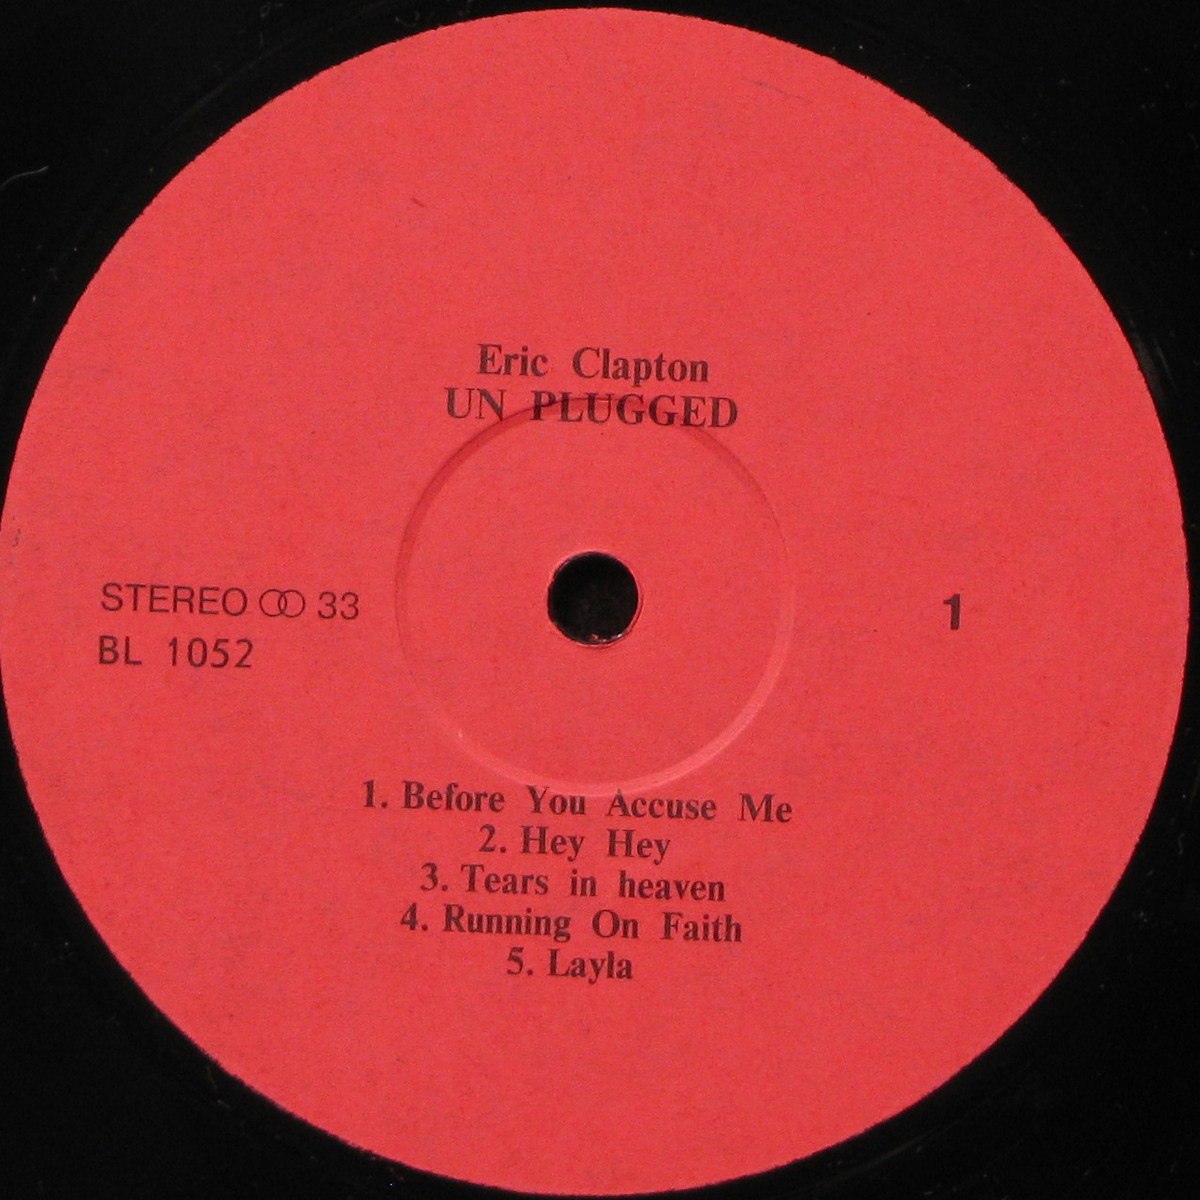 Eric Clapton
UN PLUGGED
STEREO 33
BL 1052
1
1. Before You Accuse Me
2. Hey Hey
3. Tears in heaven
4. Running On Faith
5. Layla